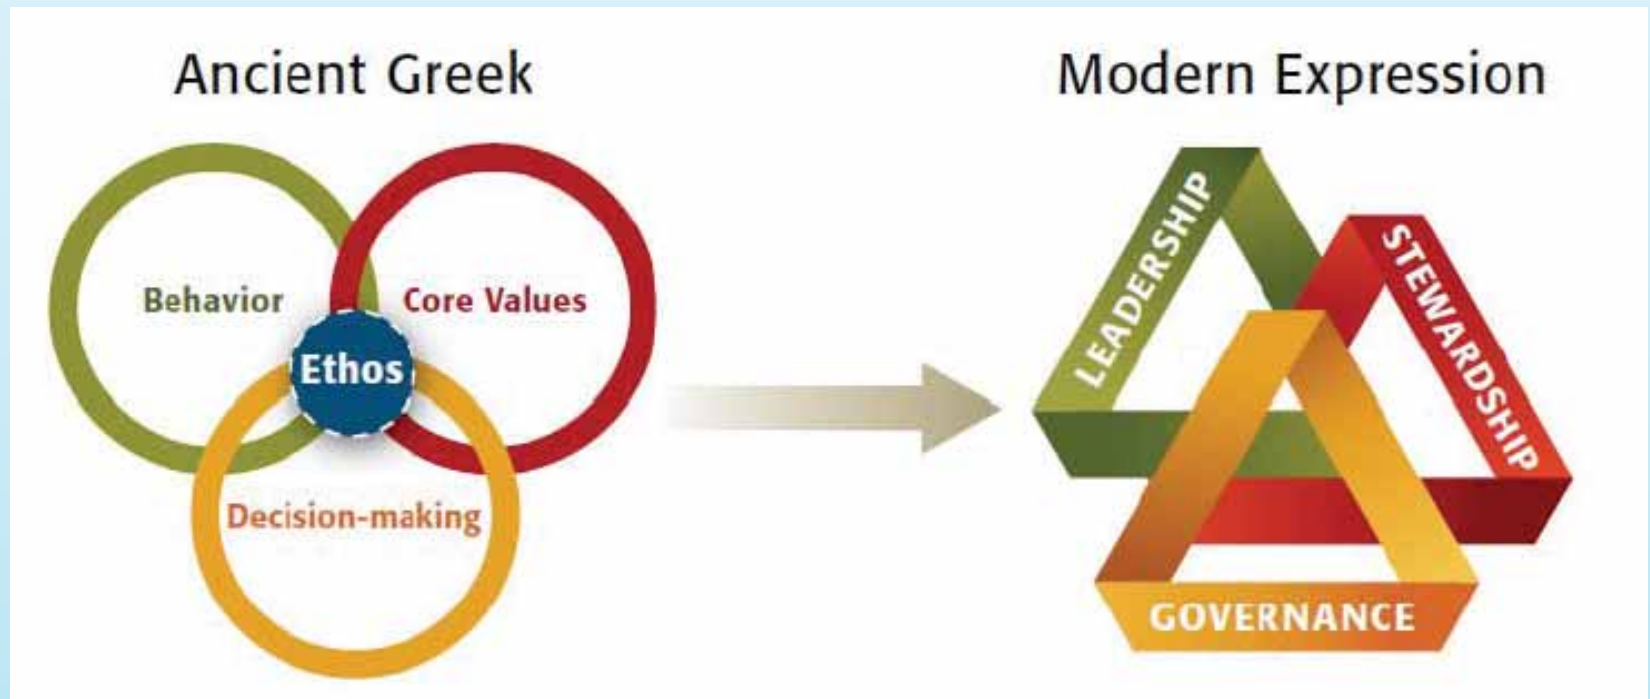 Ancient Greek
Behavior
Core Values
Ethos
Decision-making
Modern Expression
LEADERSHIP
STEWARDSHIP
GOVERNANCE